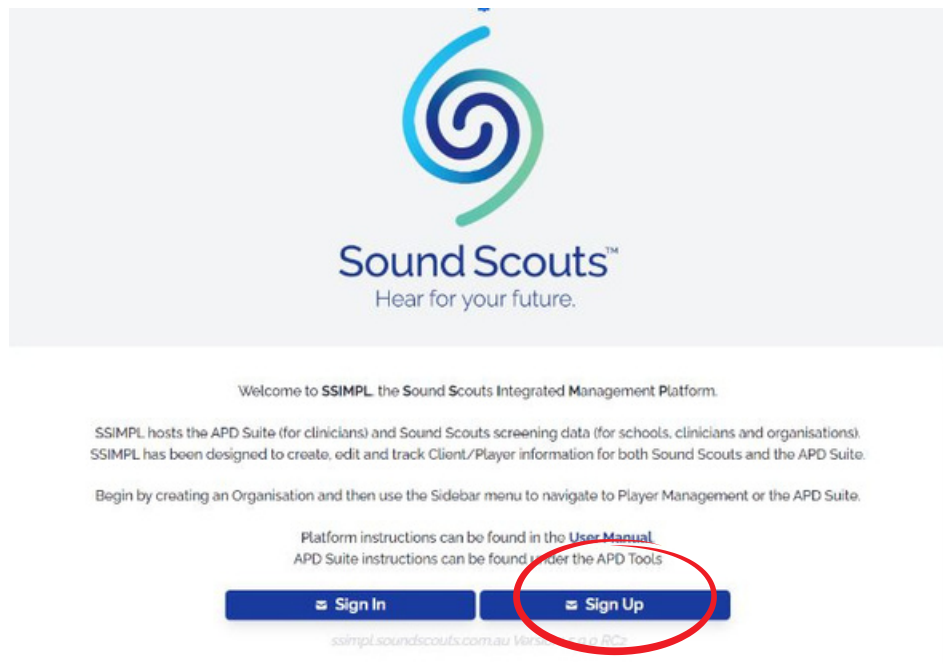 Sound Scouts™
Hear for your future.
Welcome to SSIMPL, the Sound Scouts Integrated Management Platform.
SSIMPL hosts the APD Suite (for clinicians) and Sound Scouts screening data (for schools, clinicians and organisations).
SSIMPL has been designed to create, edit and track Client/Player information for both Sound Scouts and the APD Suite.
Begin by creating an Organisation and then use the Sidebar menu to navigate to Player Management or the APD Suite.
Platform instructions can be found in the User Manual
APD Suite instructions can be found under the APD Tools
Sign In
Sign Up
ssimpl.soundscouts.com.au